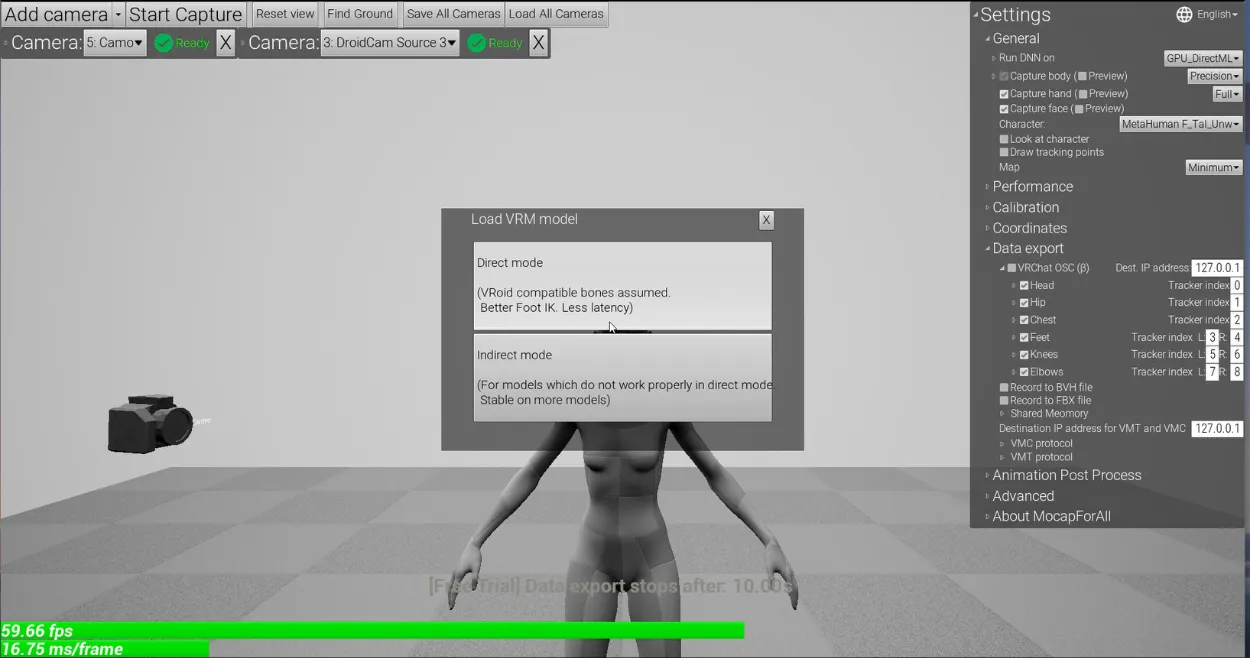 Add camera Start Capture Reset view Find Ground Save All Cameras Load All Cameras
Camera: 5: Camo Ready X Camera: 3: DroidCam Source 3 Ready X
Settings English
General
Run DNN on GPU_DirectML
Capture body (Preview) Precision
Capture hand (Preview) Full
Capture face (Preview)
Character: MetaHuman F_Tal_Unw
Look at character
Draw tracking points
Map Minimum
Performance
Calibration
Coordinates
Data export
VRChat OSC (β) Dest. IP address: 127.0.0.1
Head Tracker index 0
Hip Tracker index 1
Chest Tracker index 2
Feet Tracker index L: 3 R: 4
Knees Tracker index L: 5 R: 6
Elbows Tracker index L: 7 R: 8
Record to BVH file
Record to FBX file
Shared Meomory
Destination IP address for VMT and VMC 127.0.0.1
VMC protocol
VMT protocol
Animation Post Process
Advanced
About MocapForAll
Load VRM model X
Direct mode
(VRoid compatible bones assumed.
Better Foot IK. Less latency)
Indirect mode
(For models which do not work properly in direct mode.
Stable on more models)
[Free Trial] Data export stops after: 10.00s
59.66 fps
16.75 ms/frame